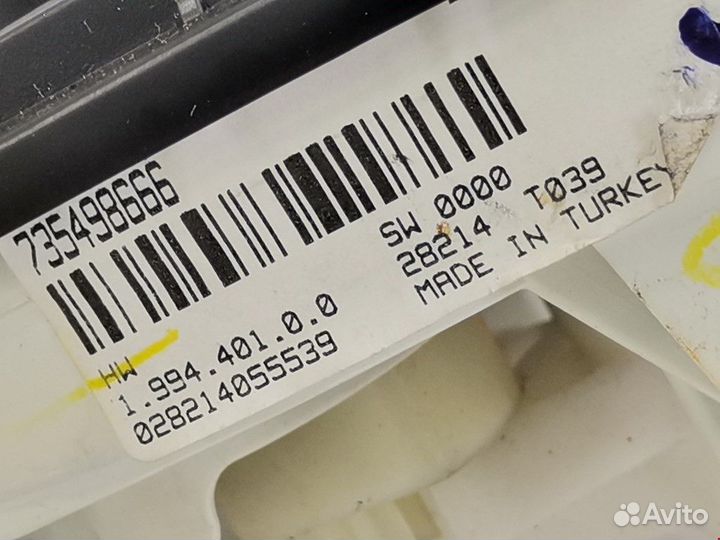 735498666
HW
1.994.401.0.0
028214055539
SW 0000
28214 T039
MADE IN TURKEY
Avito